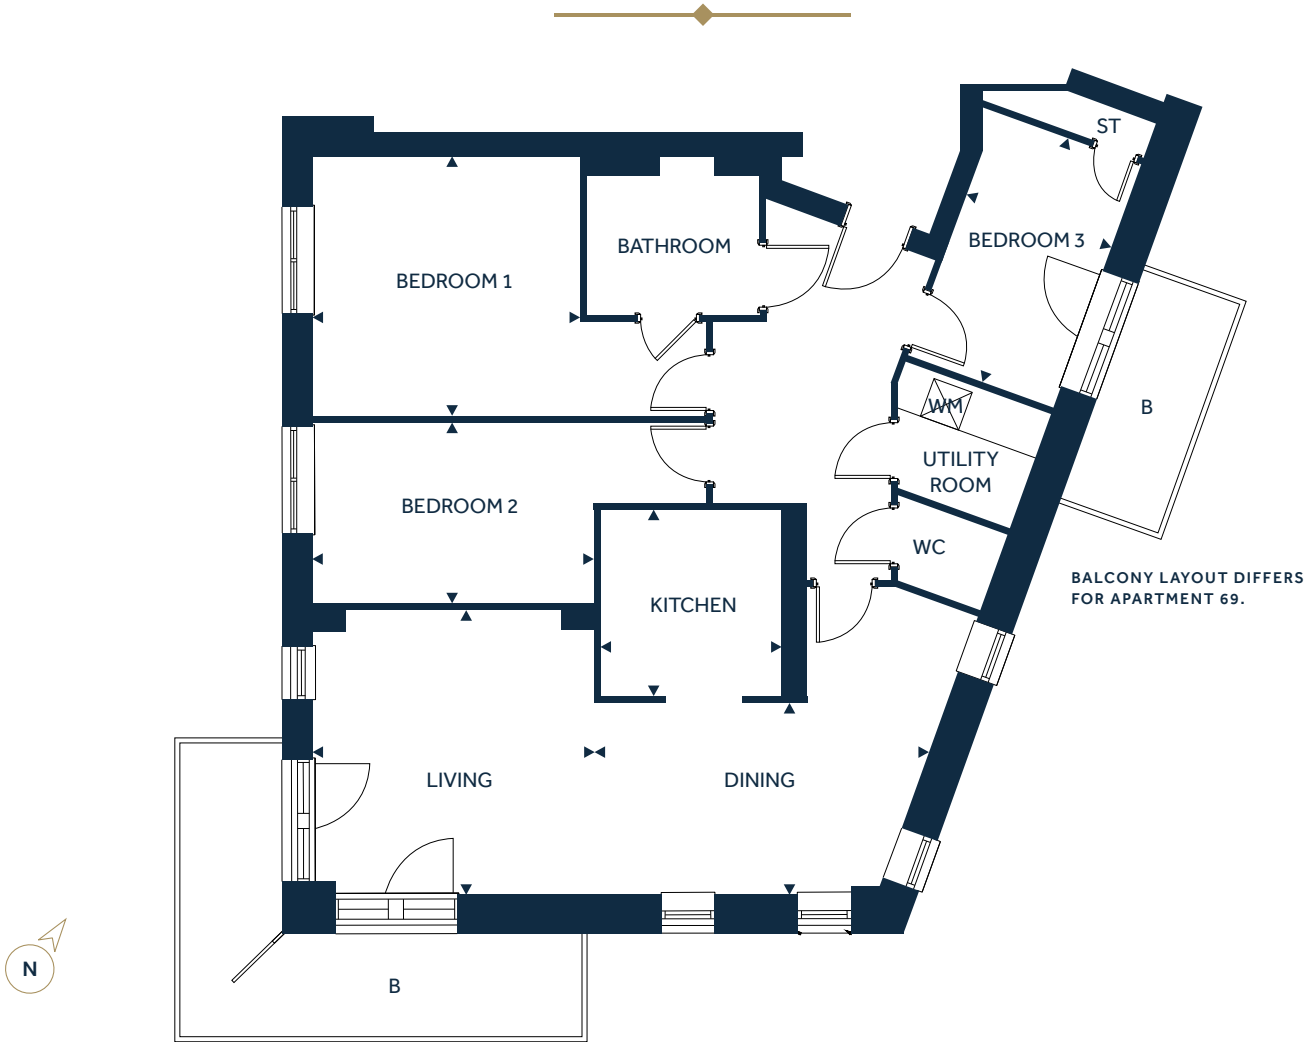 ST
BEDROOM 3
BATHROOM
BEDROOM 1
WM
B
UTILITY
ROOM
BEDROOM 2
WC
BALCONY LAYOUT DIFFERS
FOR APARTMENT 69.
KITCHEN
LIVING
DINING
N
B